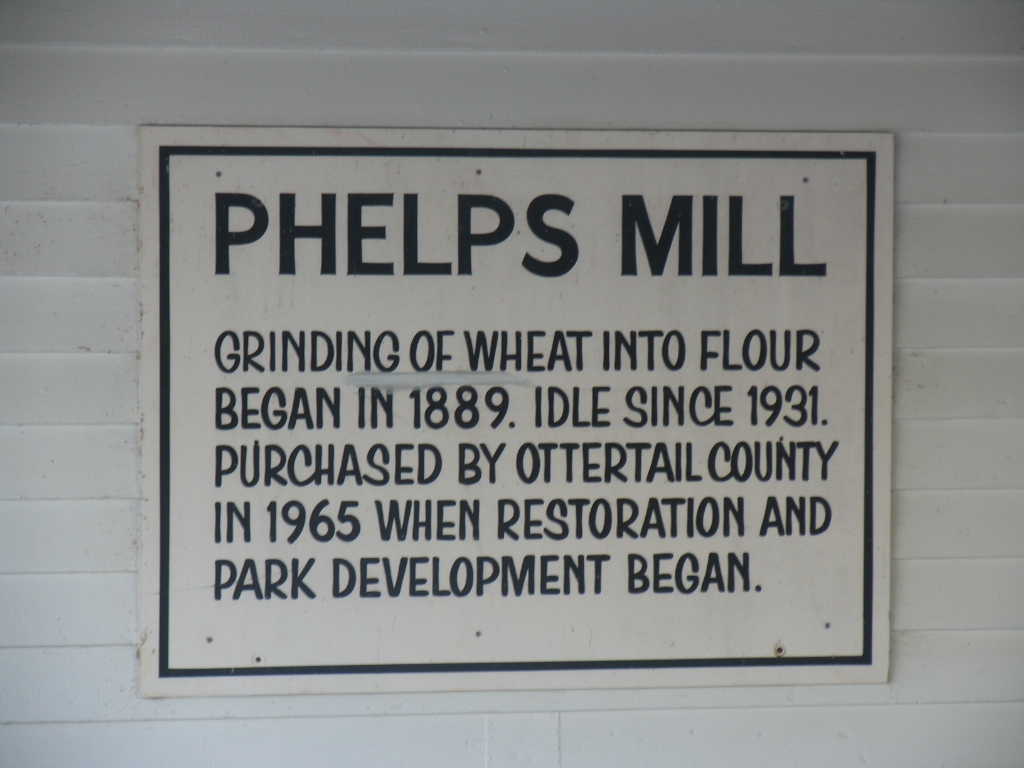 PHELPS MILL
GRINDING OF WHEAT INTO FLOUR
BEGAN IN 1889. IDLE SINCE 1931.
PURCHASED BY OTTERTAIL COUNTY
IN 1965 WHEN RESTORATION AND
PARK DEVELOPMENT BEGAN.